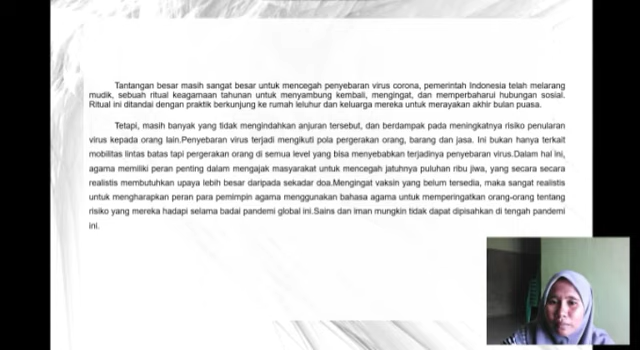 Tantangan besar masih sangat besar untuk mencegah penyebaran virus corona, pemerintah Indonesia telah melarang
mudik, sebuah ritual keagamaan tahunan untuk menyambung kembali, mengingat, dan memperbaharui hubungan sosial.
Ritual ini ditandai dengan praktik berkunjung ke rumah leluhur dan keluarga mereka untuk merayakan akhir bulan puasa.
Tetapi, masih banyak yang tidak mengindahkan anjuran tersebut, dan berdampak pada meningkatnya risiko penularan
virus kepada orang lain.Penyebaran virus terjadi mengikuti pola pergerakan orang, barang dan jasa. Ini bukan hanya terkait
mobilitas lintas batas tapi pergerakan orang di semua level yang bisa menyebabkan terjadinya penyebaran virus.Dalam hal ini,
agama memiliki peran penting dalam mengajak masyarakat untuk mencegah jatuhnya puluhan ribu jiwa, yang secara secara
realistis membutuhkan upaya lebih besar daripada sekadar doa.Mengingat vaksin yang belum tersedia, maka sangat realistis
untuk mengharapkan peran para pemimpin agama menggunakan bahasa agama untuk memperingatkan orang-orang tentang
risiko yang mereka hadapi selama badai pandemi global ini.Sains dan iman mungkin tidak dapat dipisahkan di tengah pandemi
ini.